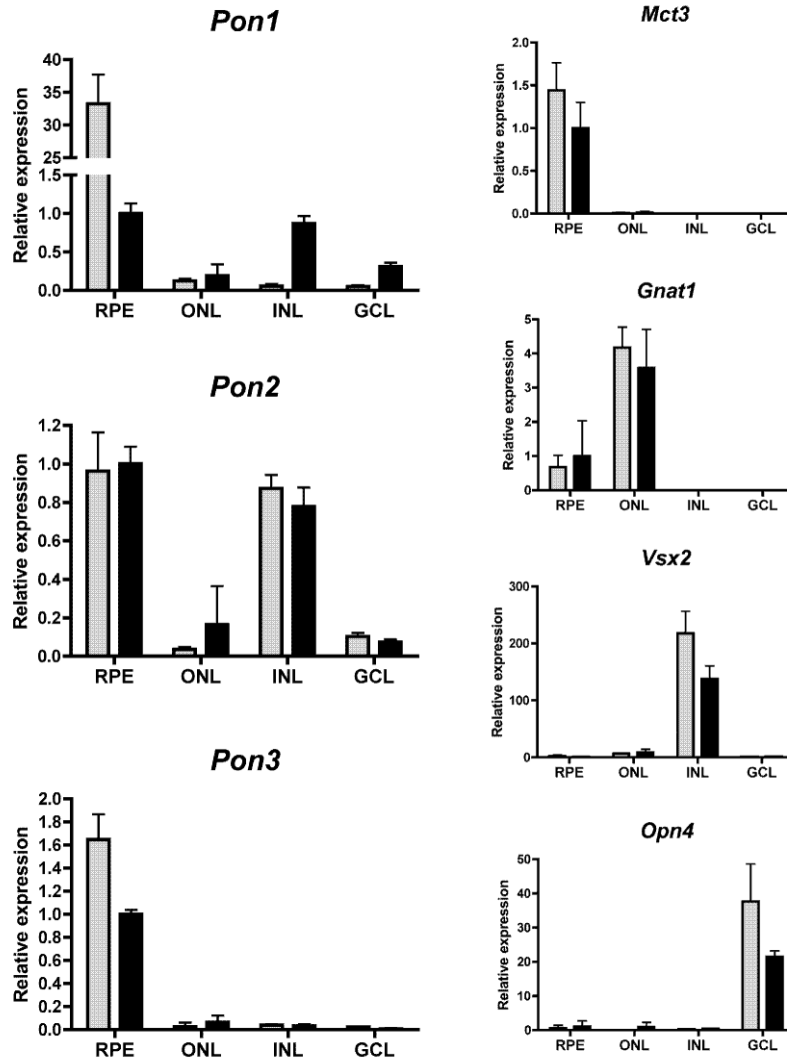 Pon1
Relative expression
40
35
30
25
1.5
1.0
0.5
0.0
RPE ONL INL GCL
Pon2
Relative expression
1.2
1.0
0.8
0.6
0.4
0.2
0.0
RPE ONL INL GCL
Pon3
Relative expression
2.0
1.8
1.6
1.4
1.2
1.0
0.8
0.6
0.4
0.2
0.0
RPE ONL INL GCL
Mct3
Relative expression
2.0
1.5
1.0
0.5
0.0
RPE ONL INL GCL
Gnat1
Relative expression
5
4
3
2
1
0
RPE ONL INL GCL
Vsx2
Relative expression
300
200
100
0
RPE ONL INL GCL
Opn4
Relative expression
50
40
30
20
10
0
RPE ONL INL GCL